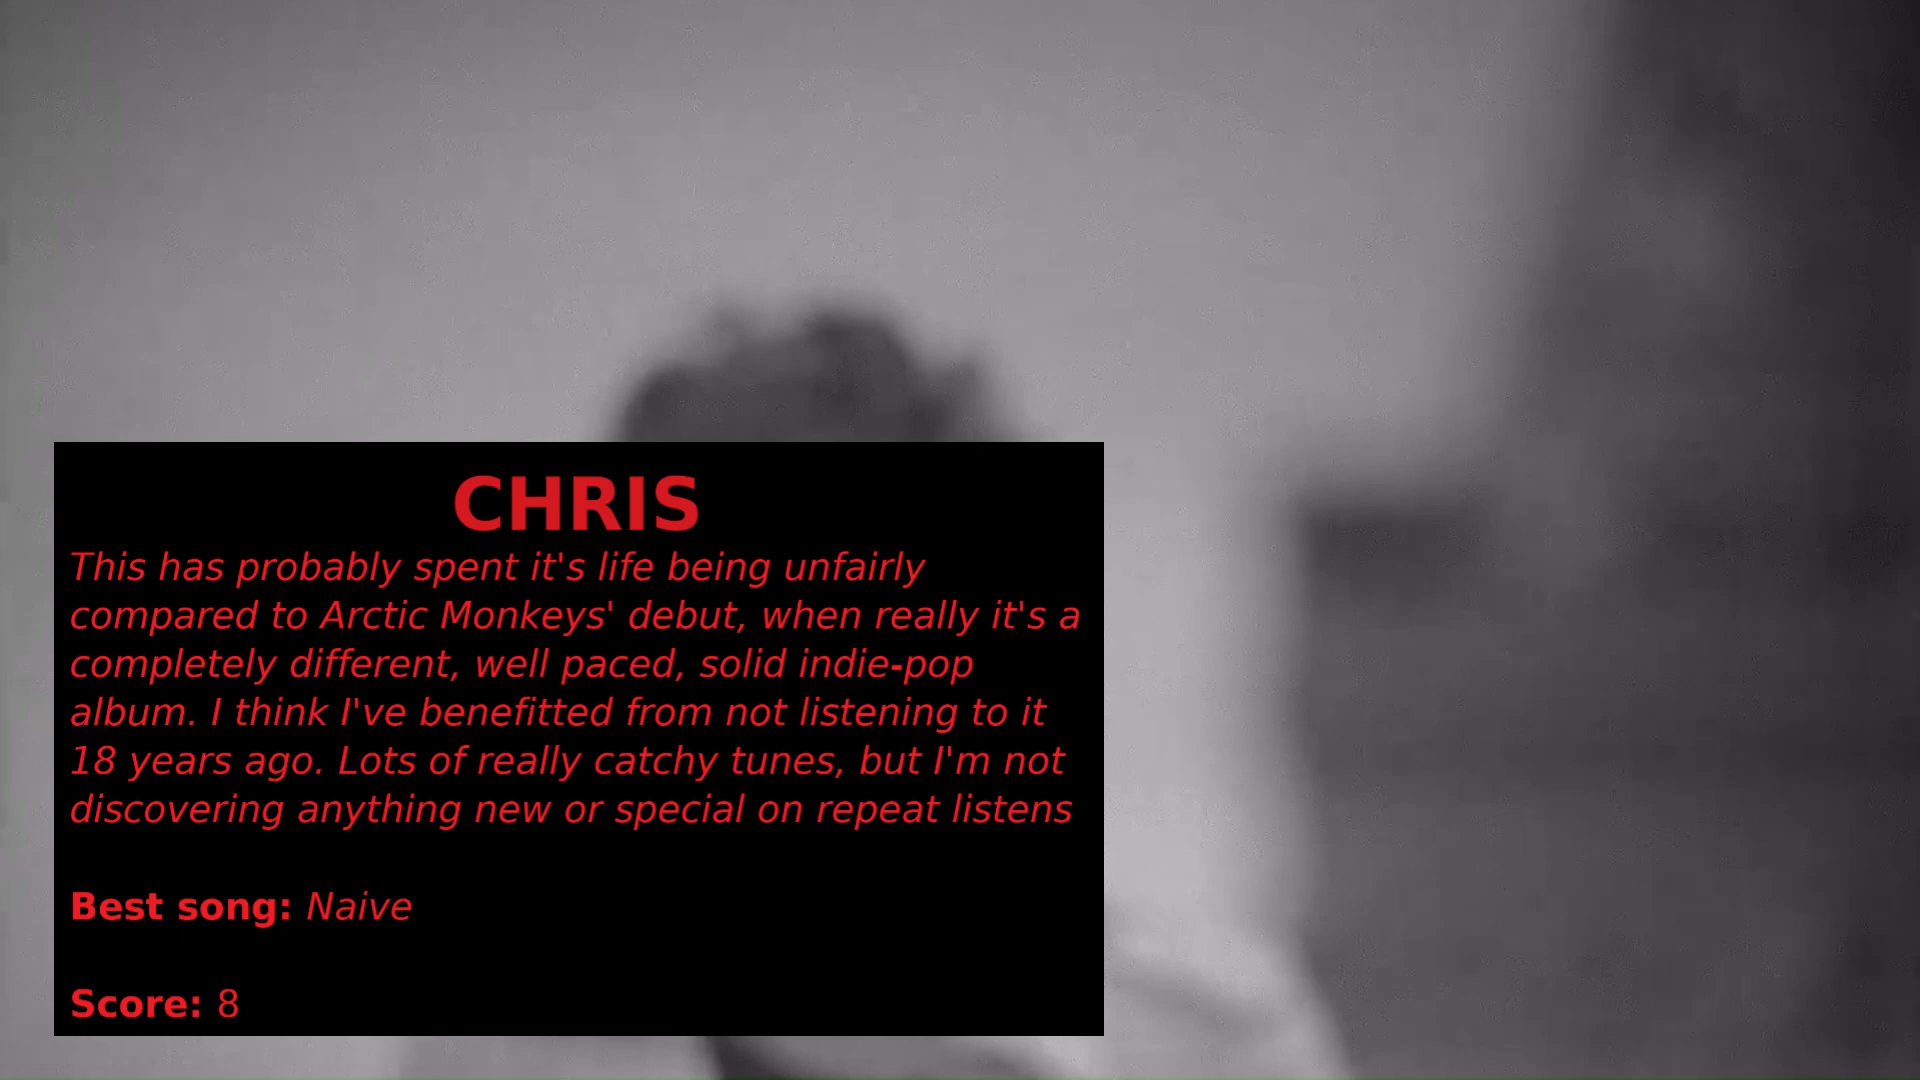 CHRIS
This has probably spent it's life being unfairly
compared to Arctic Monkeys' debut, when really it's a
completely different, well paced, solid indie-pop
album. I think I've benefitted from not listening to it
18 years ago. Lots of really catchy tunes, but I'm not
discovering anything new or special on repeat listens
Best song: Naive
Score: 8